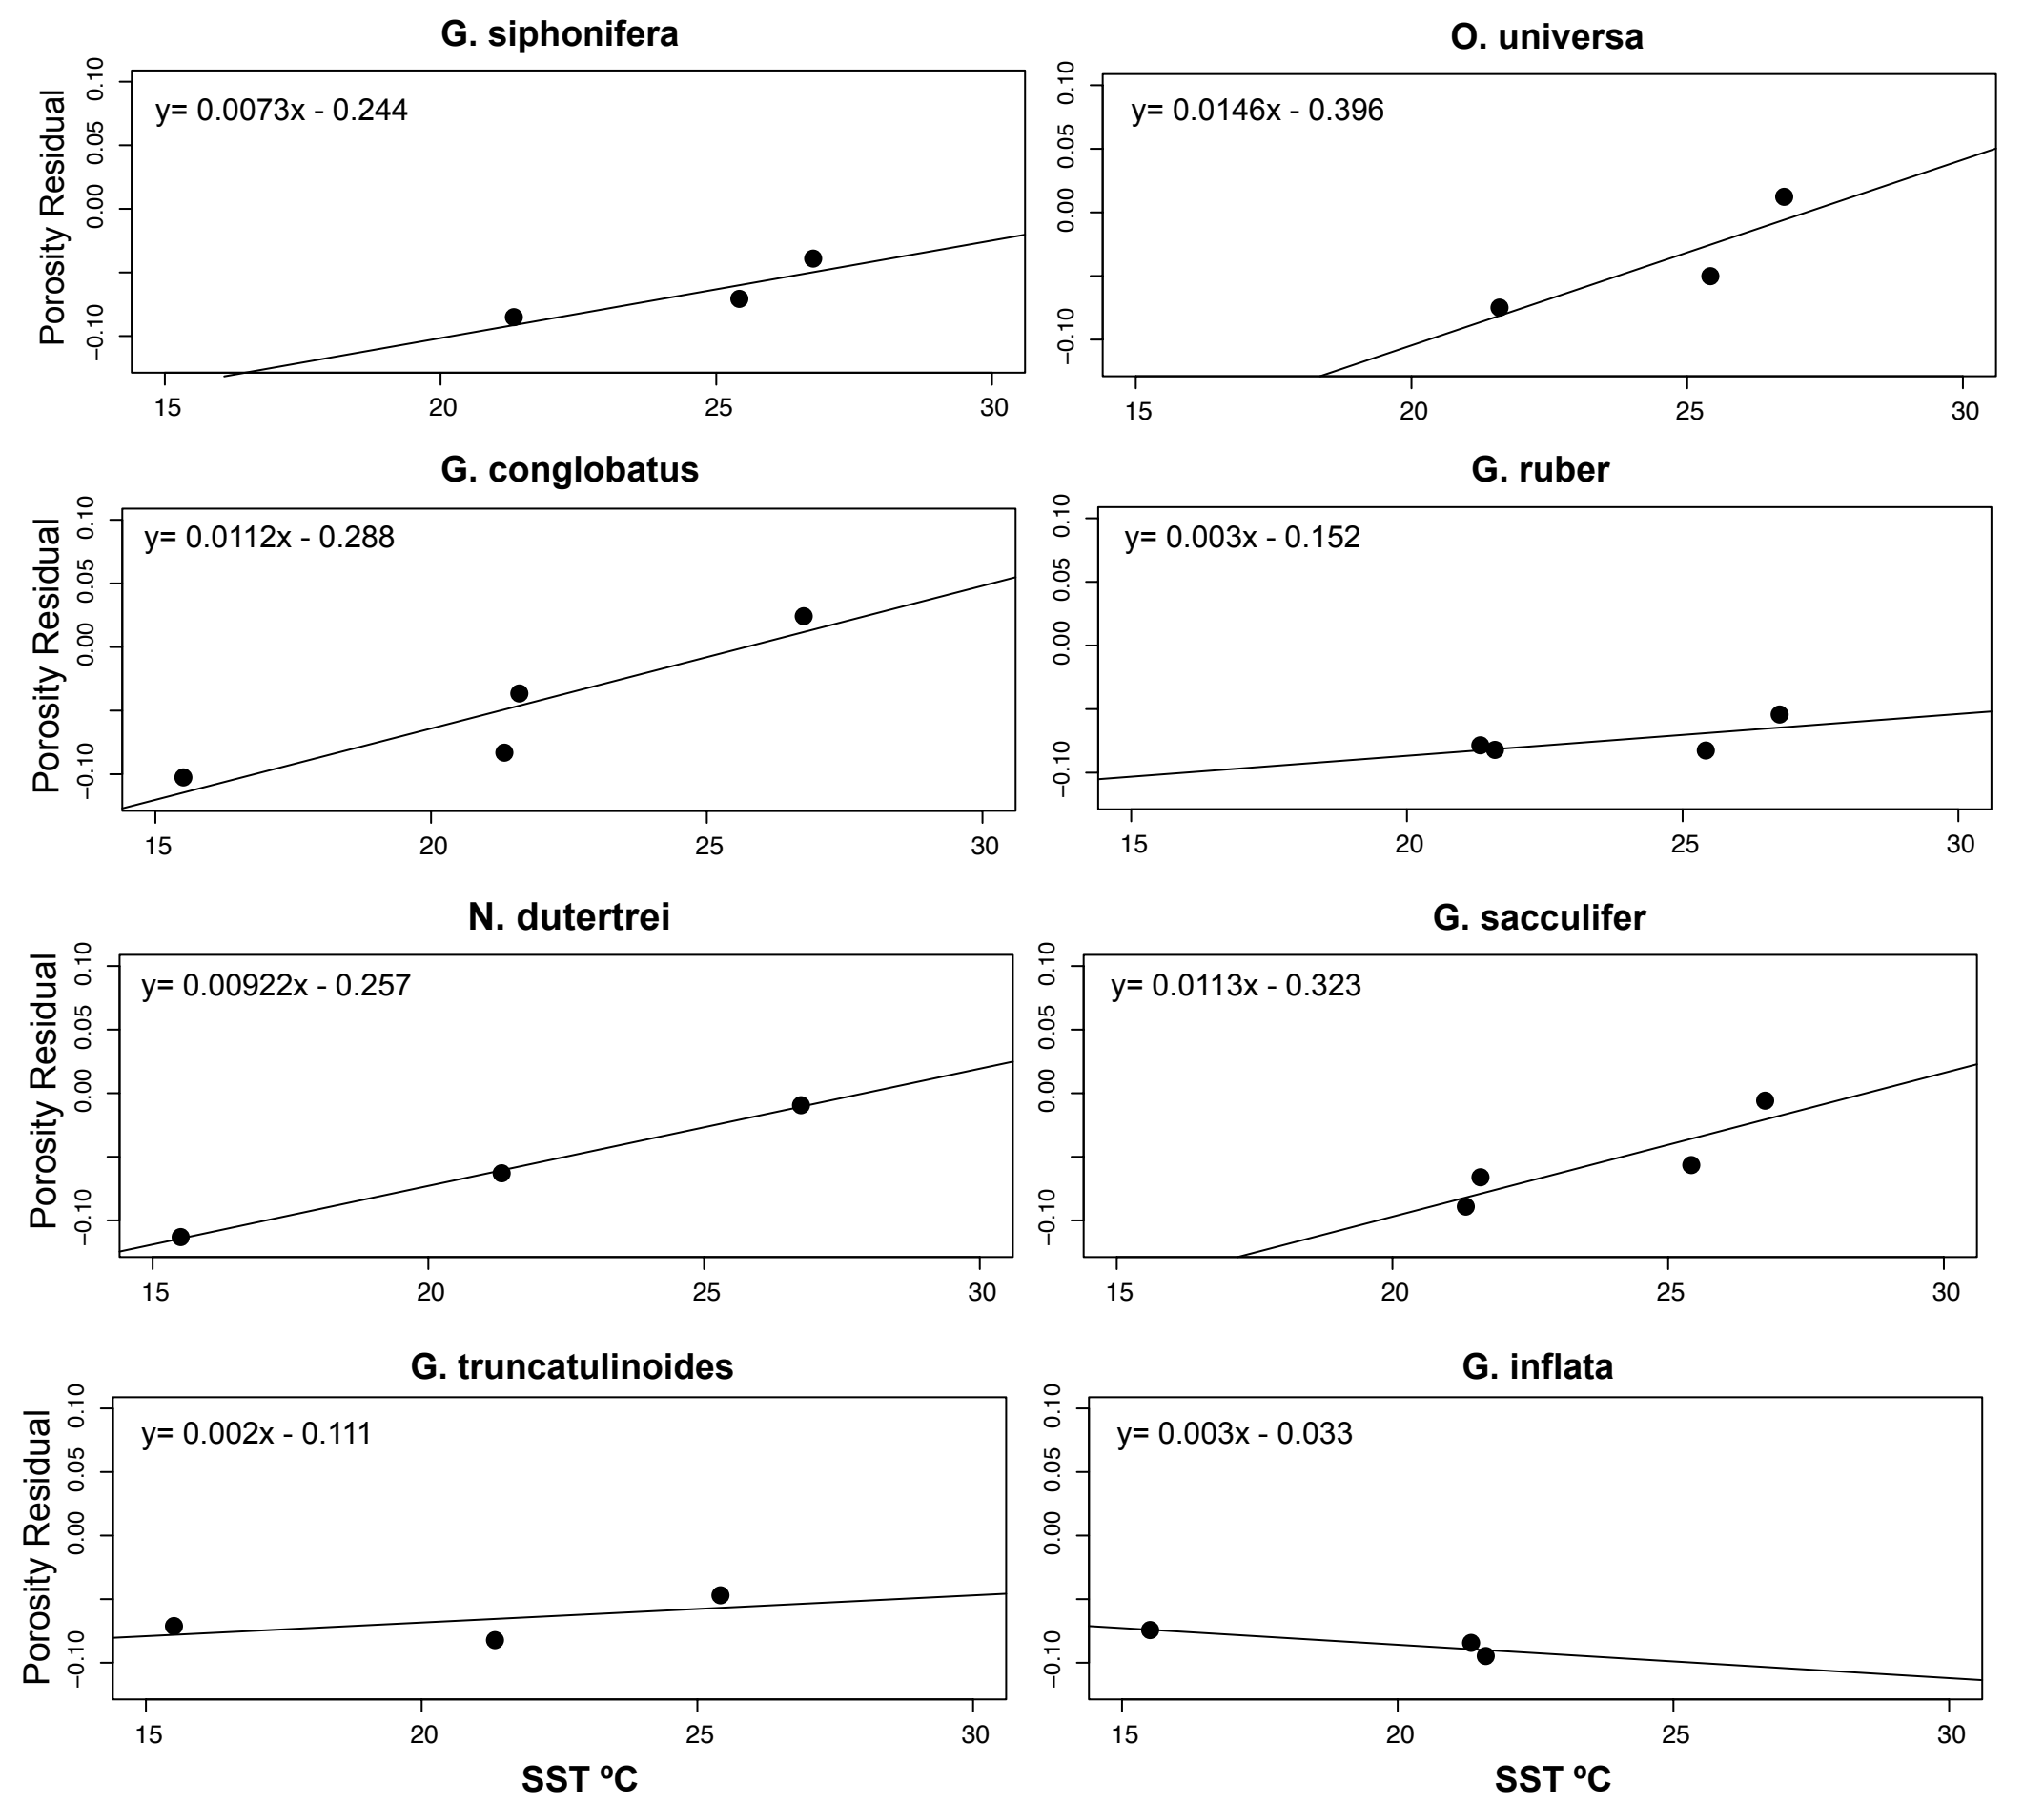 G. siphonifera
O. universa
Porosity Residual
0.10
0.05
0.00
−0.10
y= 0.0073x - 0.244
15 20 25 30
0.10
0.05
0.00
−0.10
y= 0.0146x - 0.396
15 20 25 30
G. conglobatus
G. ruber
Porosity Residual
0.10
0.05
0.00
−0.10
y= 0.0112x - 0.288
15 20 25 30
0.10
0.05
0.00
−0.10
y= 0.003x - 0.152
15 20 25 30
N. dutertrei
G. sacculifer
Porosity Residual
0.10
0.05
0.00
−0.10
y= 0.00922x - 0.257
15 20 25 30
0.10
0.05
0.00
−0.10
y= 0.0113x - 0.323
15 20 25 30
G. truncatulinoides
G. inflata
Porosity Residual
0.10
0.05
0.00
−0.10
y= 0.002x - 0.111
15 20 25 30
SST ºC
0.10
0.05
0.00
−0.10
y= 0.003x - 0.033
15 20 25 30
SST ºC